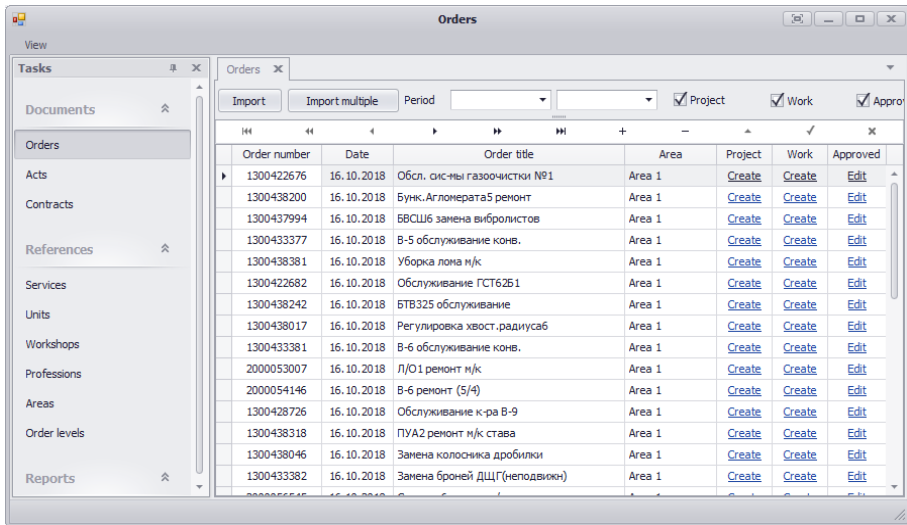 Orders
View
Tasks
Orders
Documents
Orders
Acts
Contracts
References
Services
Units
Workshops
Professions
Areas
Order levels
Reports
Import Import multiple Period Project Work Appro
Order number Date Order title Area Project Work Approved
1300422676 16.10.2018 Обсл. сис-мы газоочистки №1 Area 1 Create Create Edit
1300438200 16.10.2018 Бунк.Агломерата5 ремонт Area 1 Create Create Edit
1300437994 16.10.2018 БВСШ6 замена вибролистов Area 1 Create Create Edit
1300433377 16.10.2018 В-5 обслуживание конв. Area 1 Create Create Edit
1300438381 16.10.2018 Уборка лома м/к Area 1 Create Create Edit
1300422682 16.10.2018 Обслуживание ГСТ62Б1 Area 1 Create Create Edit
1300438242 16.10.2018 БТВ325 обслуживание Area 1 Create Create Edit
1300438017 16.10.2018 Регулировка хвост.радиуса6 Area 1 Create Create Edit
1300433381 16.10.2018 В-6 обслуживание конв. Area 1 Create Create Edit
2000053007 16.10.2018 Л/О1 ремонт м/к Area 1 Create Create Edit
2000054146 16.10.2018 В-6 ремонт (5/4) Area 1 Create Create Edit
1300428726 16.10.2018 Обслуживание к-ра В-9 Area 1 Create Create Edit
1300438318 16.10.2018 ПУА2 ремонт м/к става Area 1 Create Create Edit
1300438046 16.10.2018 Замена колосника дробилки Area 1 Create Create Edit
1300433382 16.10.2018 Замена броней ДЩГ(неподвижн) Area 1 Create Create Edit